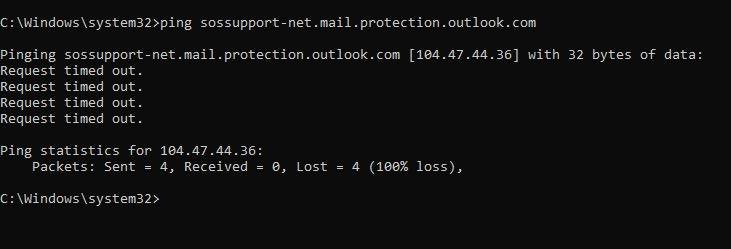 C:\Windows\system32>ping sossupport-net.mail.protection.outlook.com
Pinging sossupport-net.mail.protection.outlook.com [104.47.44.36] with 32 bytes of data:
Request timed out.
Request timed out.
Request timed out.
Request timed out.
Ping statistics for 104.47.44.36:
    Packets: Sent = 4, Received = 0, Lost = 4 (100% loss),
C:\Windows\system32>